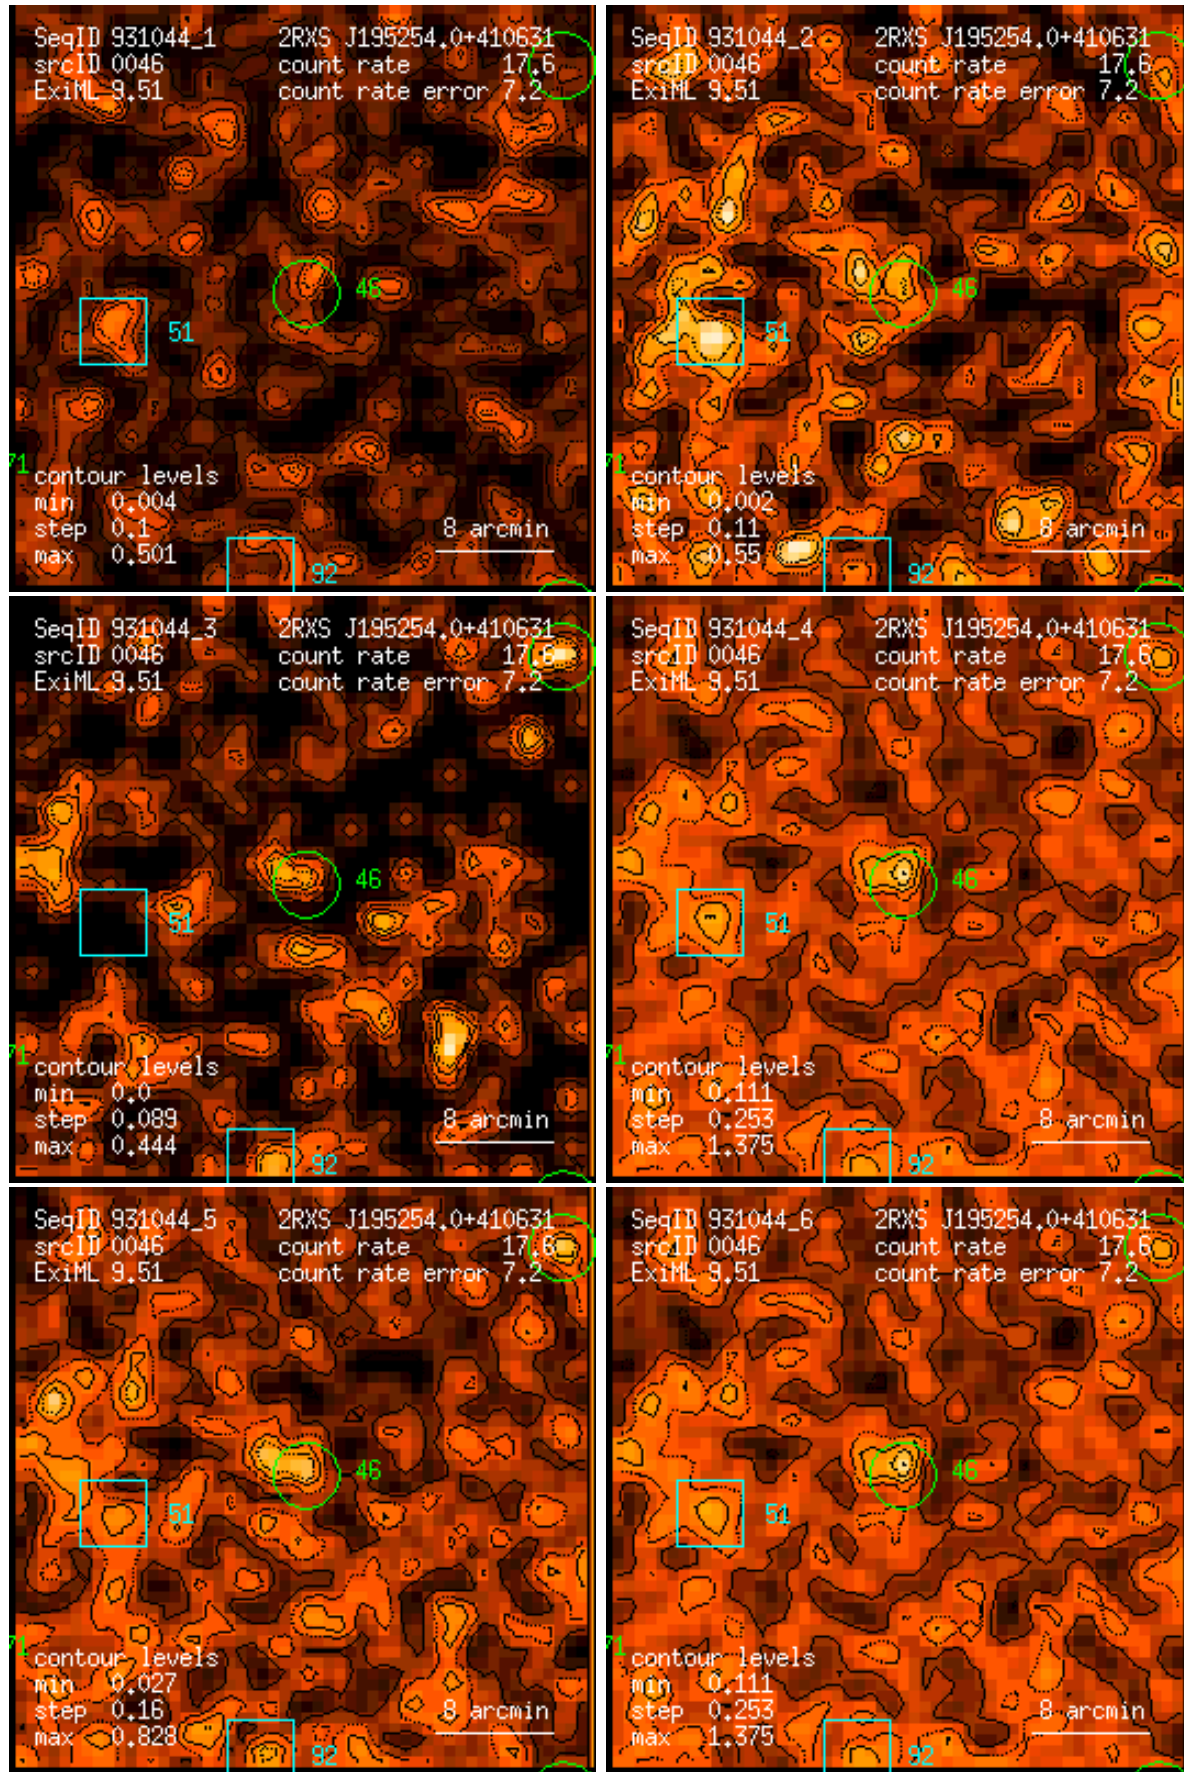 SeqID 931044_1 2RXS J195254.0+410631
srcID 0046 count rate 17.6
ExiML 9.51 count rate error 7.2
46
51
71
contour levels
min 0.004
step 0.1
max 0.501
8 arcmin
92
SeqID 931044_2 2RXS J195254.0+410631
srcID 0046 count rate 17.6
ExiML 9.51 count rate error 7.2
46
51
71
contour levels
min 0.002
step 0.11
max 0.55
8 arcmin
92
SeqID 931044_3 2RXS J195254.0+410631
srcID 0046 count rate 17.6
ExiML 9.51 count rate error 7.2
46
51
71
contour levels
min 0.0
step 0.089
max 0.444
8 arcmin
92
SeqID 931044_4 2RXS J195254.0+410631
srcID 0046 count rate 17.6
ExiML 9.51 count rate error 7.2
46
51
71
contour levels
min 0.111
step 0.253
max 1.375
8 arcmin
92
SeqID 931044_5 2RXS J195254.0+410631
srcID 0046 count rate 17.6
ExiML 9.51 count rate error 7.2
46
51
71
contour levels
min 0.027
step 0.16
max 0.828
8 arcmin
92
SeqID 931044_6 2RXS J195254.0+410631
srcID 0046 count rate 17.6
ExiML 9.51 count rate error 7.2
46
51
71
contour levels
min 0.111
step 0.253
max 1.375
8 arcmin
92